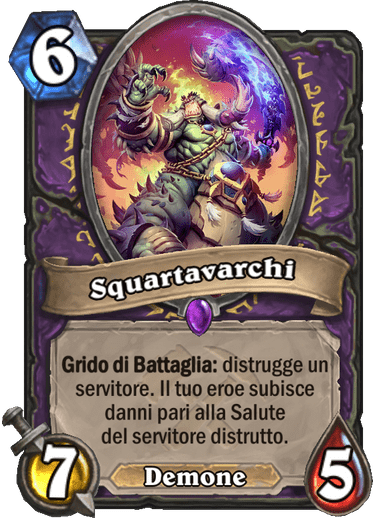 6
Squartavarchi
Grido di Battaglia: distrugge un
servitore. Il tuo eroe subisce
danni pari alla Salute
del servitore distrutto.
7
Demone
5